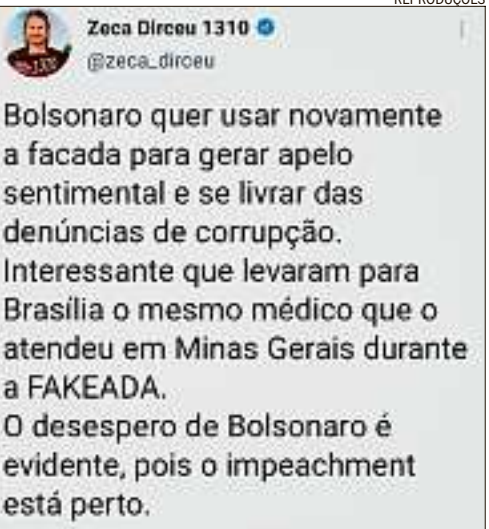 REPRODUÇÕES
Zeca Dirceu 1310
@zeca_dirceu
Bolsonaro quer usar novamente
a facada para gerar apelo
sentimental e se livrar das
denúncias de corrupção.
Interessante que levaram para
Brasília o mesmo médico que o
atendeu em Minas Gerais durante
a FAKEADA.
O desespero de Bolsonaro é
evidente, pois o impeachment
está perto.